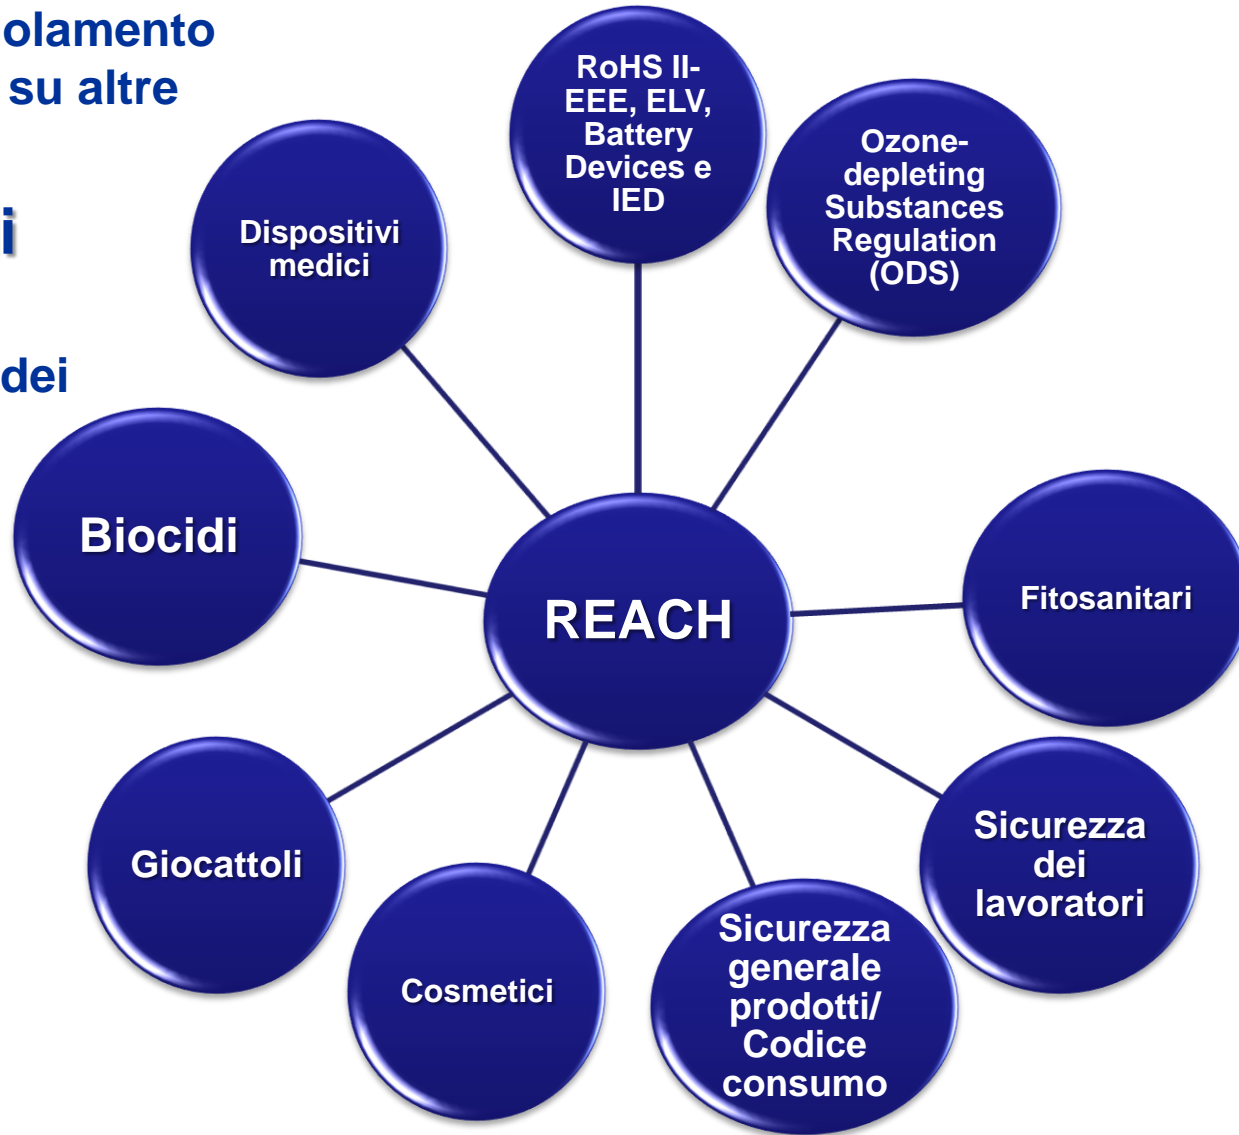 olamento
su altre
i
dei
RoHS II-
EEE, ELV,
Battery
Devices e
IED
Ozone-
depleting
Substances
Regulation
(ODS)
Dispositivi
medici
Biocidi
REACH
Fitosanitari
Giocattoli
Sicurezza
dei
lavoratori
Cosmetici
Sicurezza
generale
prodotti/
Codice
consumo